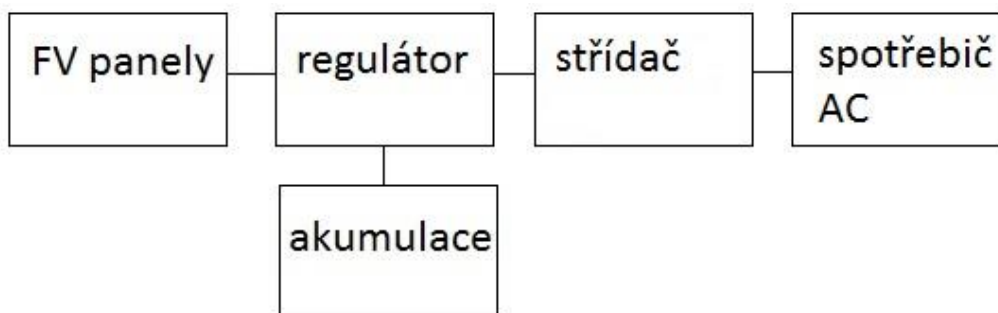 FV panely
regulátor
střídač
spotřebič
AC
akumulace